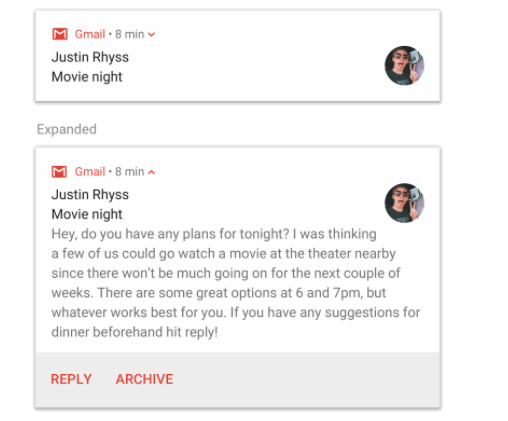 Gmail • 8 min
Justin Rhyss
Movie night
Expanded
Gmail • 8 min
Justin Rhyss
Movie night
Hey, do you have any plans for tonight? I was thinking
a few of us could go watch a movie at the theater nearby
since there won't be much going on for the next couple of
weeks. There are some great options at 6 and 7pm, but
whatever works best for you. If you have any suggestions for
dinner beforehand hit reply!
REPLY ARCHIVE